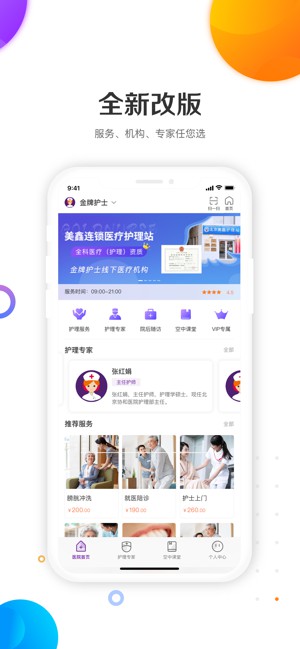 全新改版
服务、机构、专家任您选
9:41
金牌护士
扫一扫
首页
美鑫连锁医疗护理站
全科医疗(护理)资质
金牌护士线下医疗机构
服务时间：09:00~21:00
护理服务 护理专家 院后随访 空中课堂 VIP专属
护理专家 全部
张红娟
主任护师
张红娟，主任护师，护理学硕士，现任北
京协和医院护理部主任。
推荐服务 全部
膀胱冲洗 就医陪诊 护士上门
¥200.00 ¥190.00 ¥260.00
医院首页 护理专家 空中课堂 个人中心